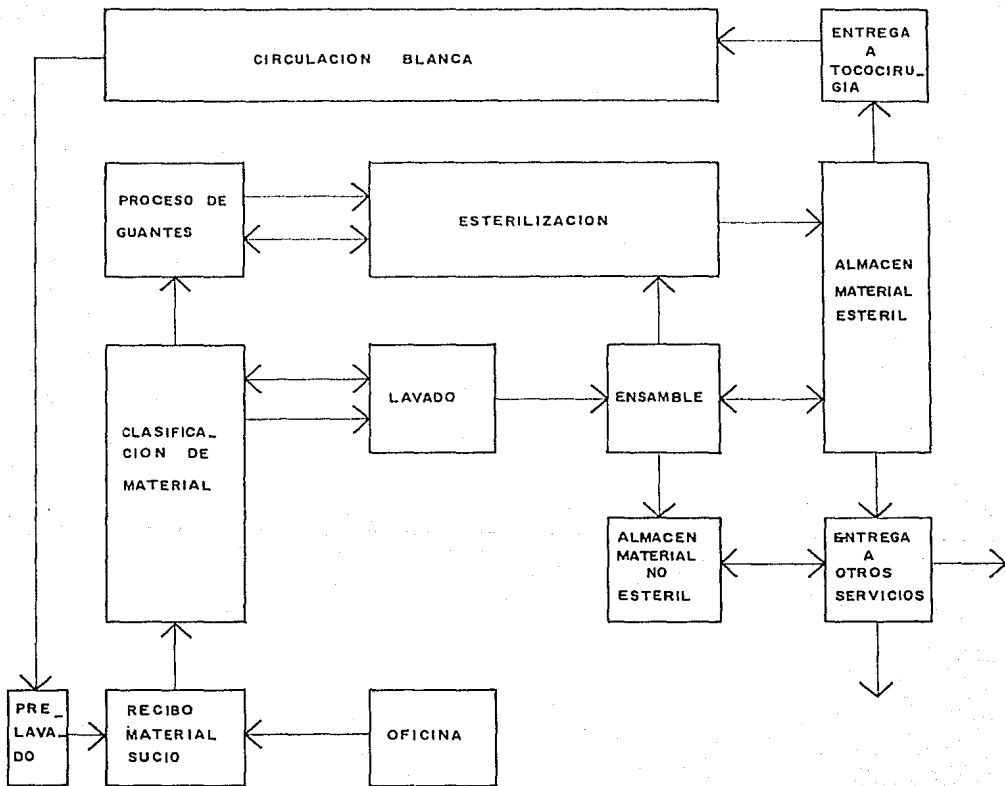 CIRCULACION BLANCA
ENTREGA
A
TOCOCIRU_
GIA
PROCESO DE
GUANTES
ESTERILIZACION
ALMACEN
MATERIAL
ESTERIL
CLASIFICA_
CION DE
MATERIAL
LAVADO
ENSAMBLE
ALMACEN
MATERIAL
NO
ESTERIL
ENTREGA
A
OTROS
SERVICIOS
PRE_
LAVA_
DO
RECIBO
MATERIAL
SUCIO
OFICINA